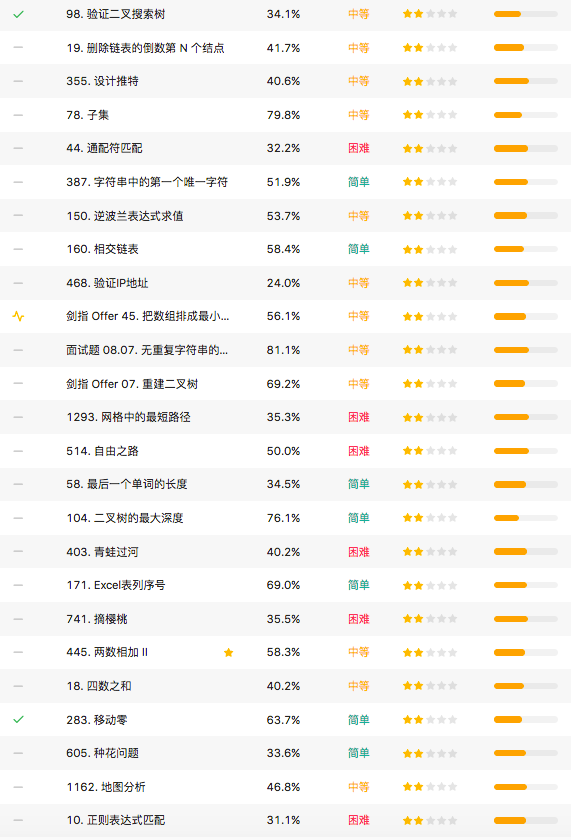 98. 验证二叉搜索树 34.1% 中等
19. 删除链表的倒数第 N 个结点 41.7% 中等
355. 设计推特 40.6% 中等
78. 子集 79.8% 中等
44. 通配符匹配 32.2% 困难
387. 字符串中的第一个唯一字符 51.9% 简单
150. 逆波兰表达式求值 53.7% 中等
160. 相交链表 58.4% 简单
468. 验证IP地址 24.0% 中等
剑指 Offer 45. 把数组排成最小... 56.1% 中等
面试题 08.07. 无重复字符串的... 81.1% 中等
剑指 Offer 07. 重建二叉树 69.2% 中等
1293. 网格中的最短路径 35.3% 困难
514. 自由之路 50.0% 困难
58. 最后一个单词的长度 34.5% 简单
104. 二叉树的最大深度 76.1% 简单
403. 青蛙过河 40.2% 困难
171. Excel表列序号 69.0% 简单
741. 摘樱桃 35.5% 困难
445. 两数相加 II 58.3% 中等
18. 四数之和 40.2% 中等
283. 移动零 63.7% 简单
605. 种花问题 33.6% 简单
1162. 地图分析 46.8% 中等
10. 正则表达式匹配 31.1% 困难